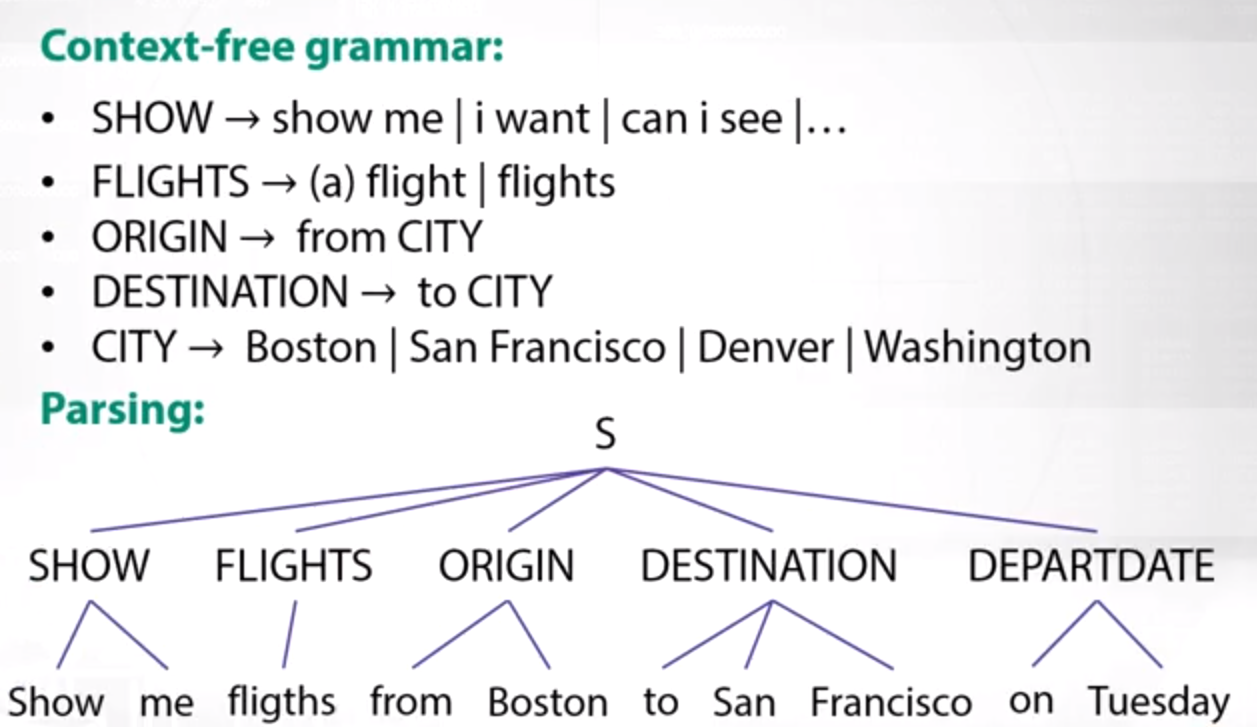 Context-free grammar:
• SHOW → show me | i want | can i see |…
• FLIGHTS → (a) flight | flights
• ORIGIN → from CITY
• DESTINATION → to CITY
• CITY → Boston | San Francisco | Denver | Washington
Parsing:
S
SHOW FLIGHTS ORIGIN DESTINATION DEPARTDATE
Show me fligths from Boston to San Francisco on Tuesday